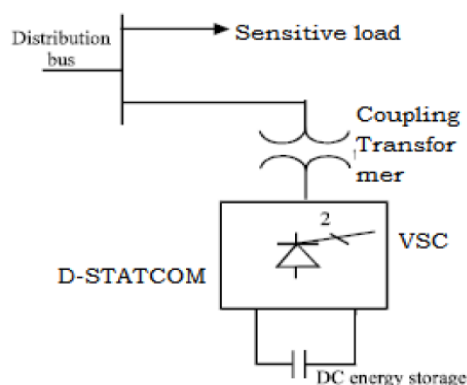 Distribution
bus
Sensitive load
Coupling
Transfor
mer
2
VSC
D-STATCOM
DC energy storage